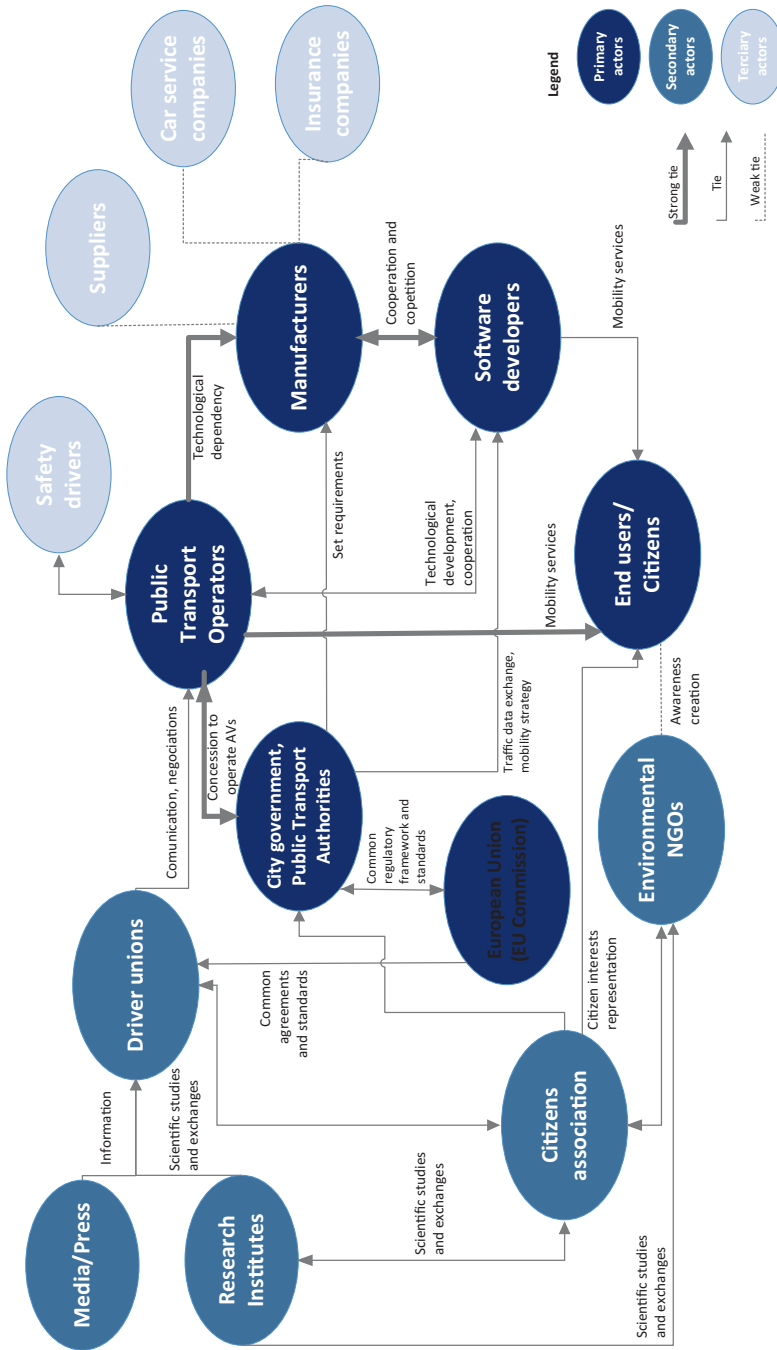 Media/Press
Research
Institutes
Information
Scientific studies
and exchanges
Driver unions
Comunication, negociations
Common
agreements
and standards
Scientific studies
and exchanges
Scientific studies
and exchanges
Citizens
association
Citizen interests
representation
Environmental
NGOs
Awareness
creation
European Union
(EU Commission)
Common
regulatory
framework and
standards
City government,
Public Transport
Authorities
Concession to
operate AVs
Traffic data exchange,
mobility strategy
Set requirements
Public
Transport
Operators
Safety
drivers
Technological
dependency
Technological
development,
cooperation
Mobility services
End users/
Citizens
Manufacturers
Cooperation and
copetition
Software
developers
Mobility services
Suppliers
Car service
companies
Insurance
companies
Legend
Strong tie
Tie
Weak tie
Primary
actors
Secondary
actors
Terciary
actors